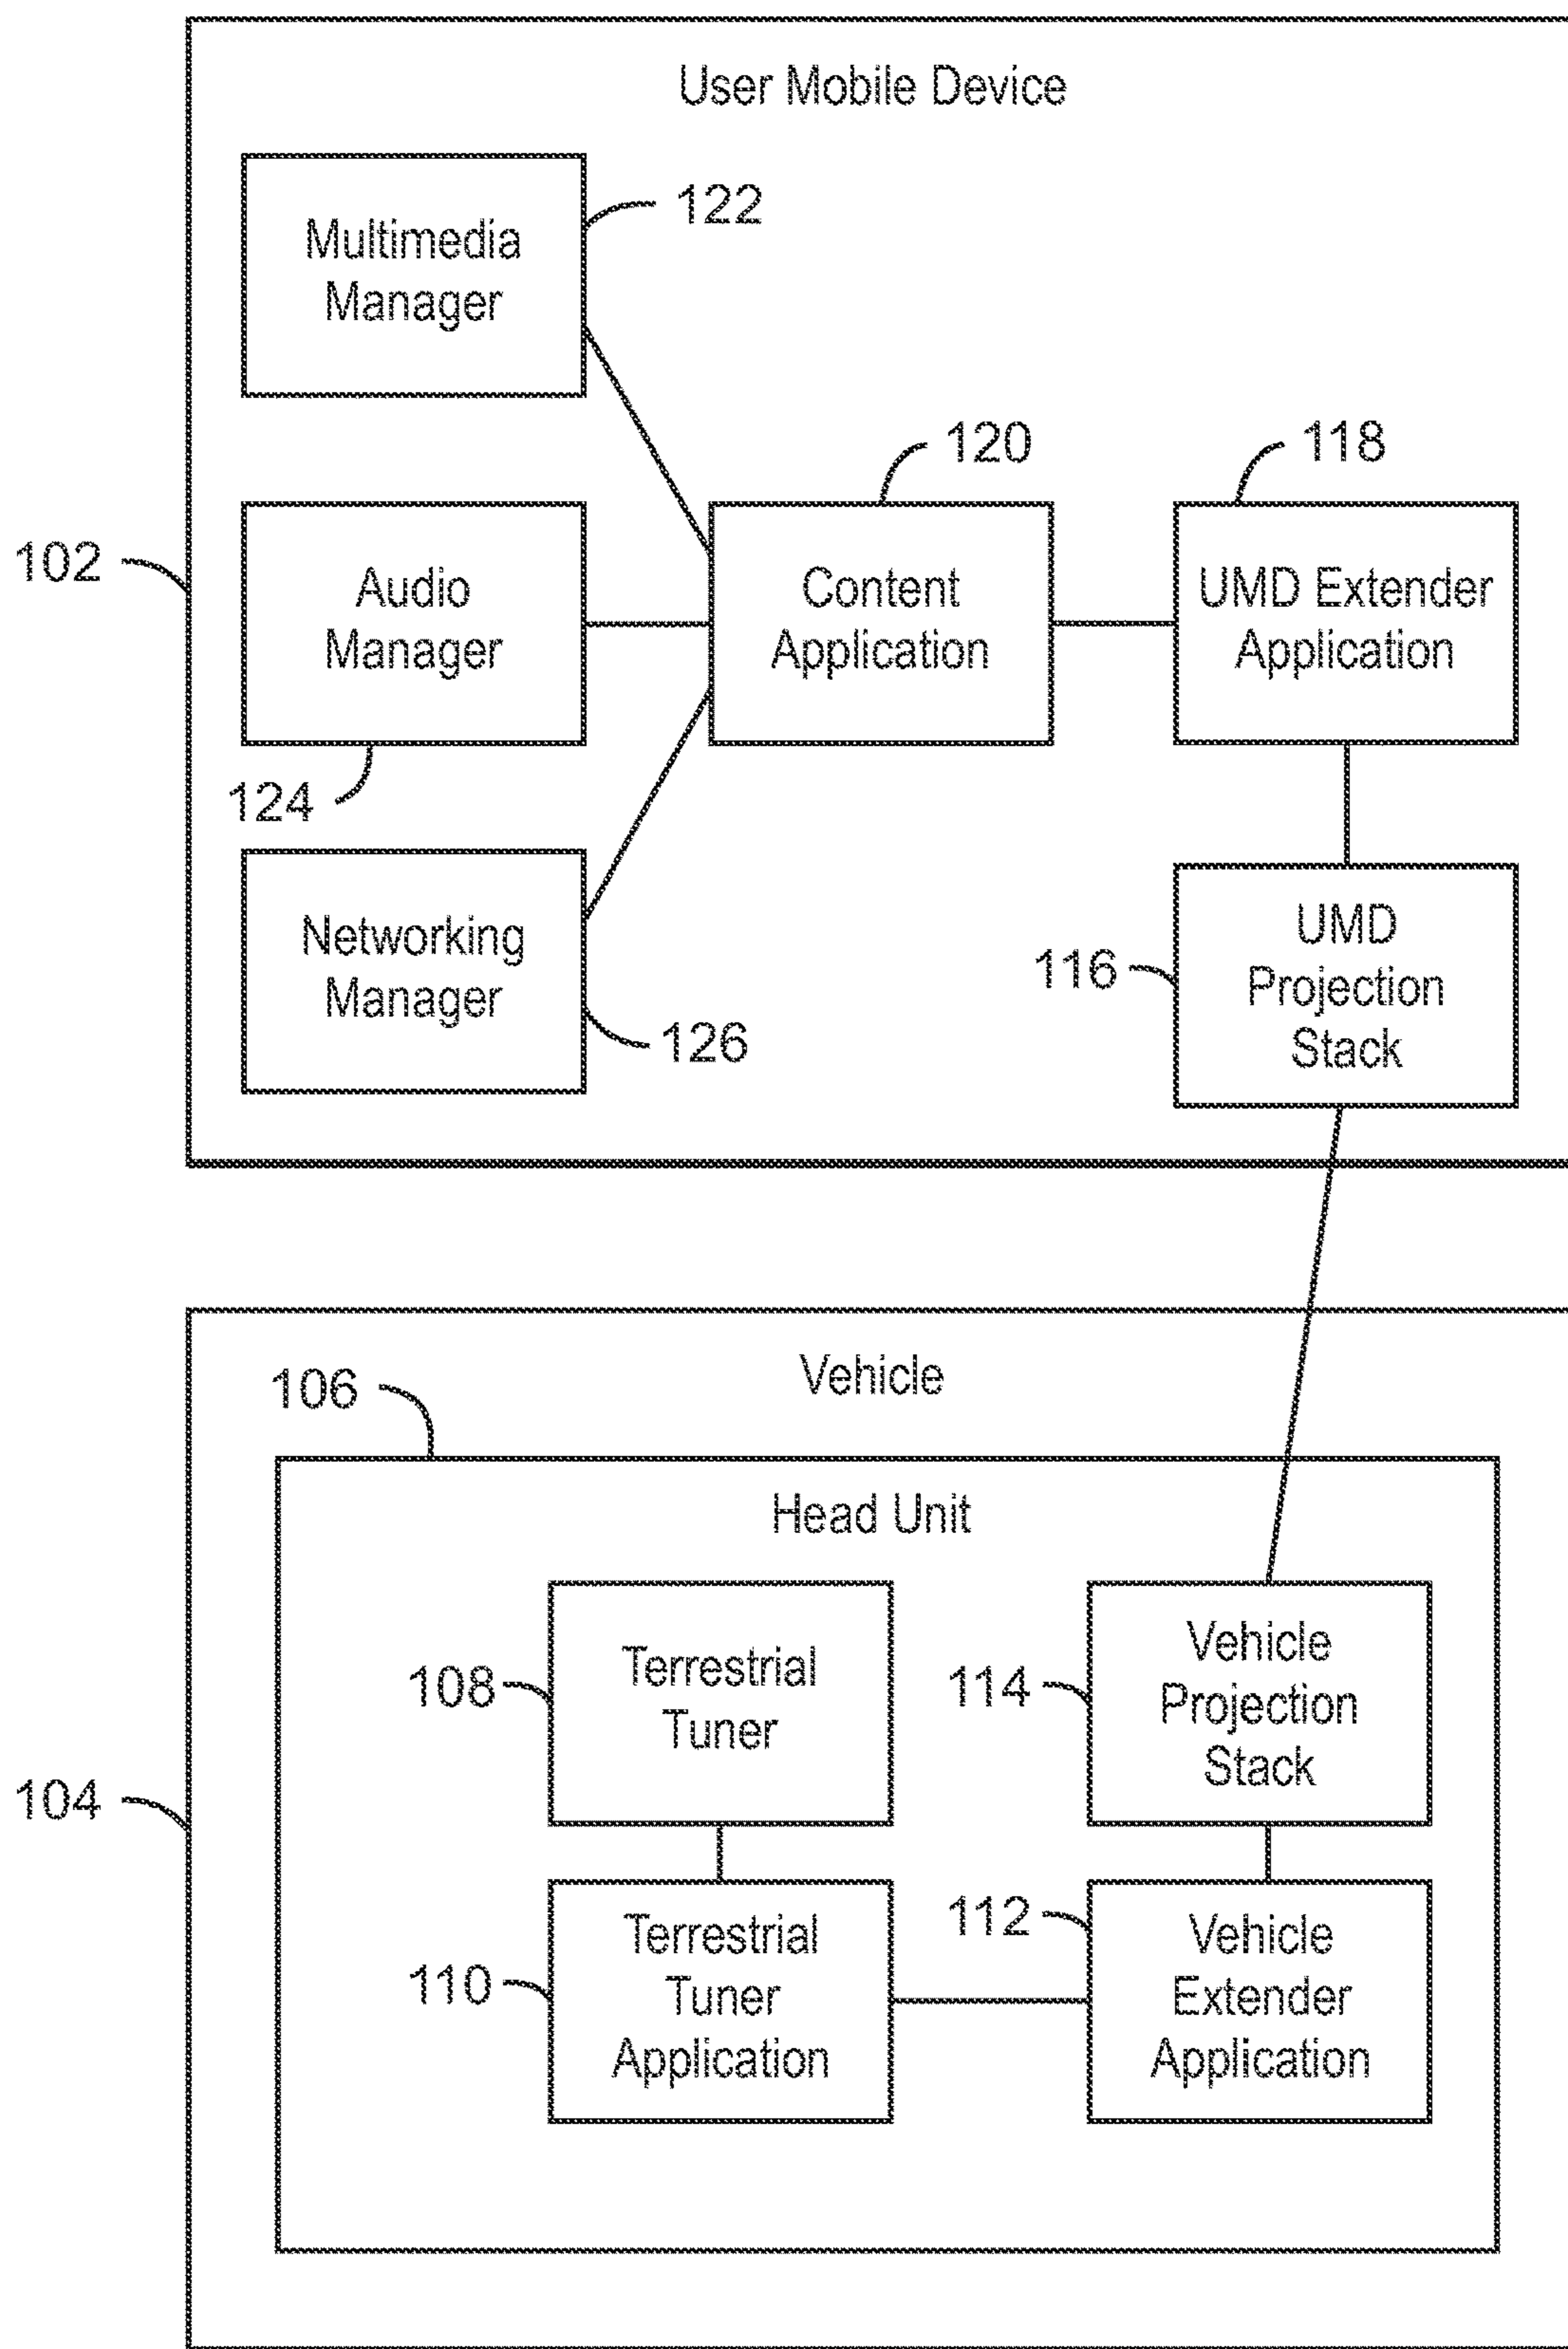 User Mobile Device
Multimedia
Manager
122
120
118
102
Audio
Manager
Content
Application
UMD Extender
Application
124
Networking
Manager
126
116
UMD
Projection
Stack
Vehicle
106
Head Unit
108
Terrestrial
Tuner
114
Vehicle
Projection
Stack
104
110
Terrestrial
Tuner
Application
112
Vehicle
Extender
Application